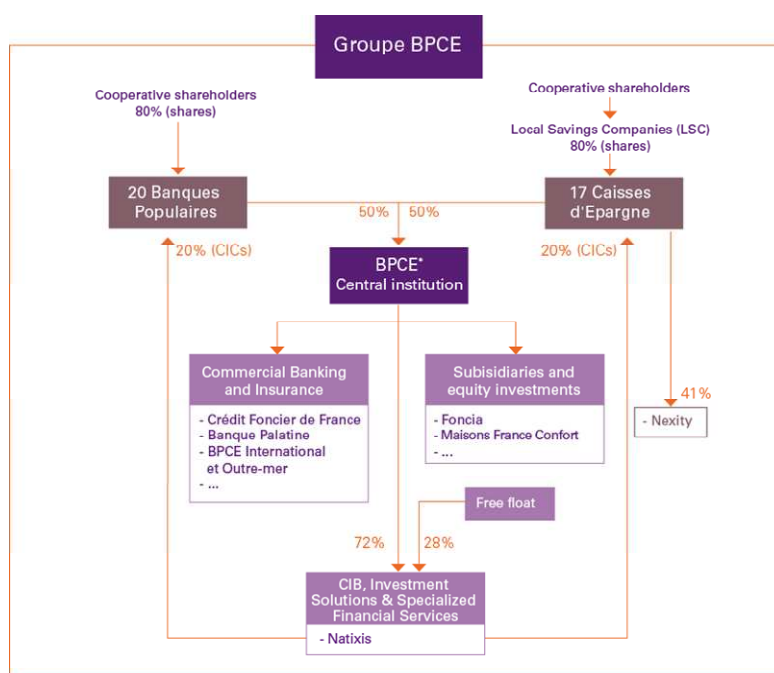 Groupe BPCE
Cooperative shareholders
80% (shares)
Cooperative shareholders
Local Savings Companies (LSC)
80% (shares)
20 Banques
Populaires
17 Caisses
d'Epargne
50%
50%
20% (CICs)
20% (CICs)
BPCE*
Central institution
Commercial Banking
and Insurance
- Crédit Foncier de France
- Banque Palatine
- BPCE International
et Outre-mer
- ...
Subisidiaries and
equity investments
- Foncia
- Maisons France Confort
- ...
41%
- Nexity
Free float
72%
28%
CIB, Investment
Solutions & Specialized
Financial Services
- Natixis